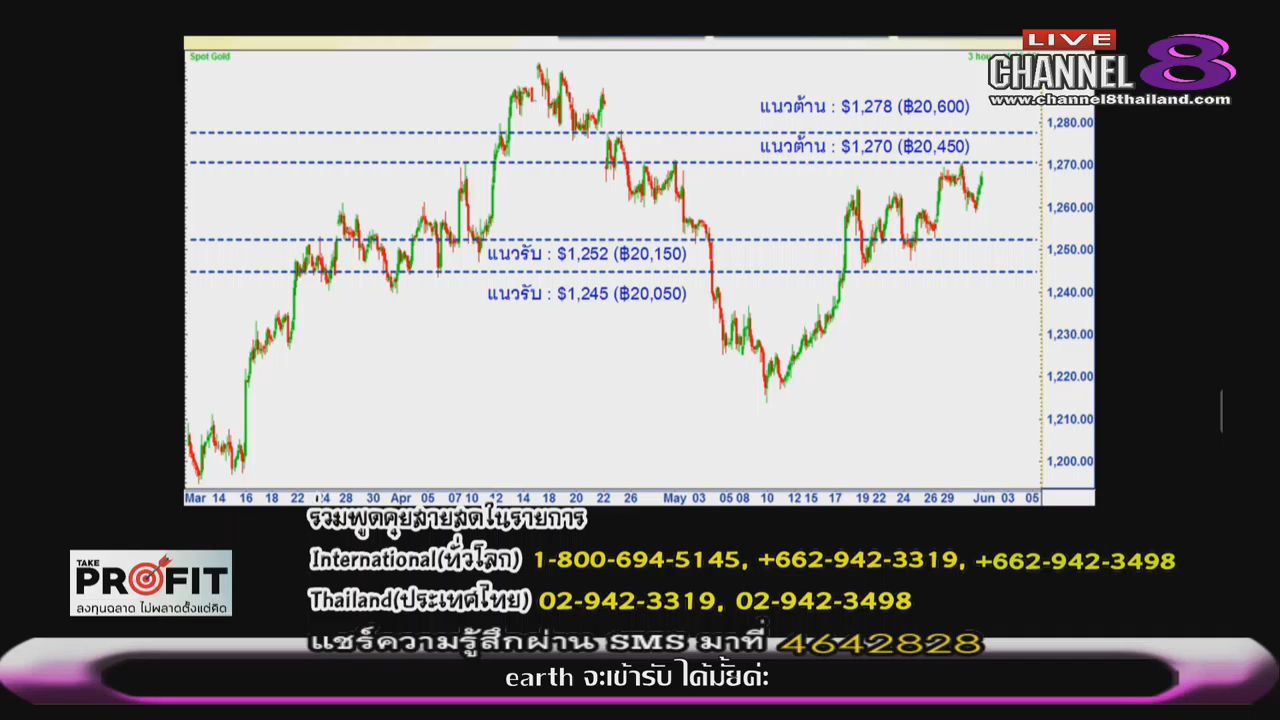 LIVE
CHANNEL 8
www.channel8thailand.com
Spot Gold
3 hou
แนวต้าน : $1,278 (฿20,600)
แนวต้าน : $1,270 (฿20,450)
แนวรับ : $1,252 (฿20,150)
แนวรับ : $1,245 (฿20,050)
1,280.00
1,270.00
1,260.00
1,250.00
1,240.00
1,230.00
1,220.00
1,210.00
1,200.00
Mar 14 16 18 22 24 28 30 Apr 05 07 10 12 14 18 20 22 26 May 03 05 08 10 12 15 17 19 22 24 26 29 Jun 03 05
ร่วมพูดคุยสายสดในรายการ
International(ทั่วโลก) 1-800-694-5145, +662-942-3319, +662-942-3498
Thailand(ประเทศไทย) 02-942-3319, 02-942-3498
แชร์ความรู้สึกผ่าน SMS มาที่ 4642828
TAKE
PROFIT
ลงทุนฉลาด ไม่พลาดตั้งแต่คิด
earth จะเข้ารับ ได้มั้ยค่ะ